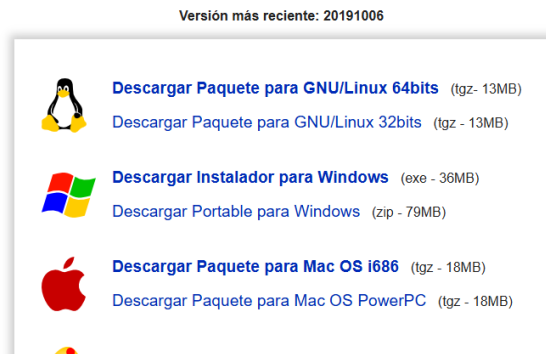 Versión más reciente: 20191006
Descargar Paquete para GNU/Linux 64bits (tgz- 13MB)
Descargar Paquete para GNU/Linux 32bits (tgz - 13MB)
Descargar Instalador para Windows (exe - 36MB)
Descargar Portable para Windows (zip - 79MB)
Descargar Paquete para Mac OS i686 (tgz - 18MB)
Descargar Paquete para Mac OS PowerPC (tgz - 18MB)